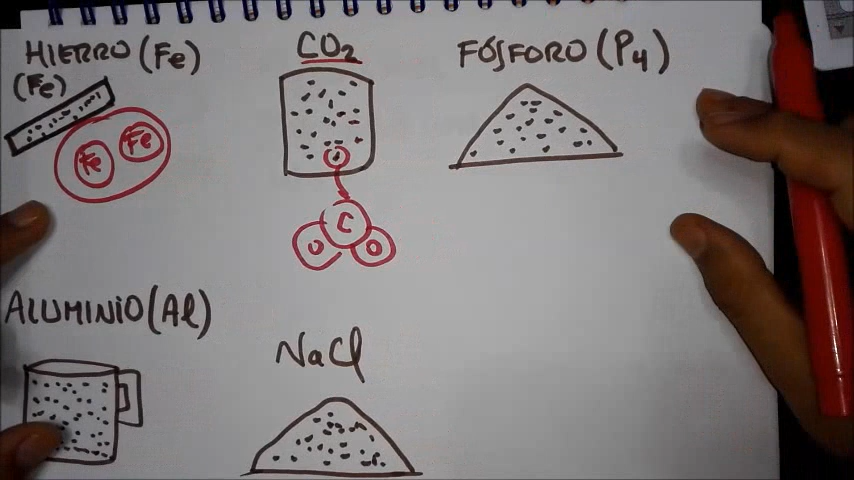 HIERRO (Fe)
(Fe)
Fe Fe
CO₂
C
O O
FÓSFORO (P₄)
ALUMINIO (Al)
NaCl